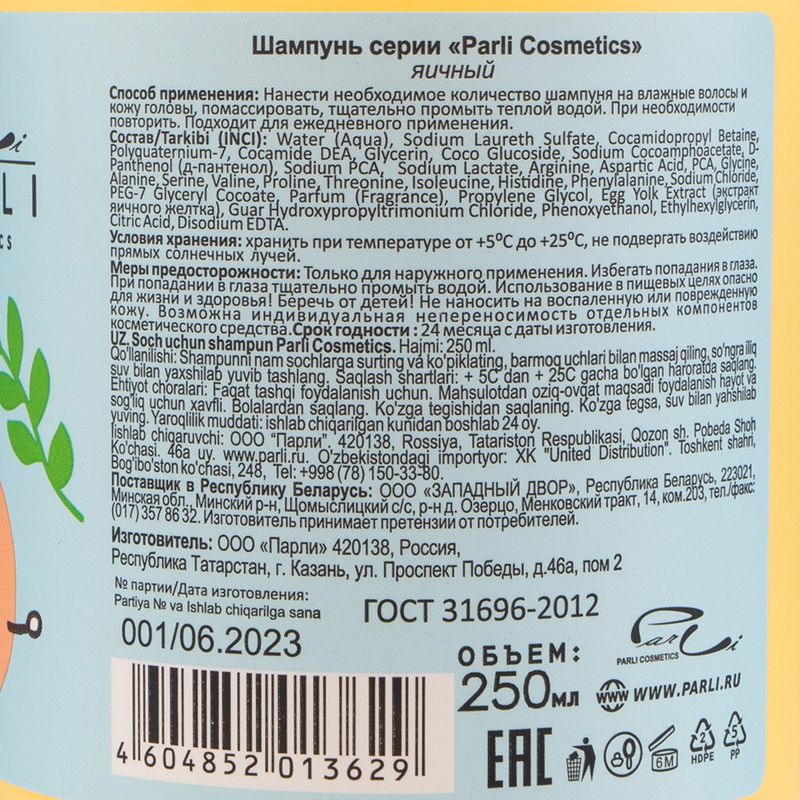 Шампунь серии «Parli Cosmetics»
яичный
Способ применения: Нанести необходимое количество шампуня на влажные волосы и
кожу головы, помассировать, тщательно промыть теплой водой. При необходимости
повторить. Подходит для ежедневного применения.
Состав/Tarkibi (INCI): Water (Aqua), Sodium Laureth Sulfate, Cocamidopropyl Betaine,
Polyquaternium-7, Cocamide DEA, Glycerin, Coco Glucoside, Sodium Cocoamphoacetate, D-
Panthenol (д-пантенол), Sodium PCA, Sodium Lactate, Arginine, Aspartic Acid, PCA, Glycine,
Alanine, Serine, Valine, Proline, Threonine, Isoleucine, Histidine, Phenylalanine, Sodium Chloride,
PEG-7 Glyceryl Cocoate, Parfum (Fragrance), Propylene Glycol, Egg Yolk Extract (экстракт
яичного желтка), Guar Hydroxypropyltrimonium Chloride, Phenoxyethanol, Ethylhexylglycerin,
Citric Acid, Disodium EDTA.
Условия хранения: хранить при температуре от +5⁰С до +25⁰С, не подвергать воздействию
прямых солнечных лучей.
Меры предосторожности: Только для наружного применения. Избегать попадания в глаза.
При попадании в глаза тщательно промыть водой. Использование в пищевых целях опасно
для жизни и здоровья! Беречь от детей! Не наносить на воспаленную или поврежденную
кожу. Возможна индивидуальная непереносимость отдельных компонентов
косметического средства. Срок годности : 24 месяца с даты изготовления.
UZ. Soch uchun shampun Parli Cosmetics. Hajmi: 250 ml.
Qo'llanilishi: Shampunni nam sochlarga surting va ko'piklating, barmoq uchlari bilan massaj qiling, so'ngra iliq
suv bilan yaxshilab yuvib tashlang. Saqlash shartlari: + 5C dan + 25C gacha bo'lgan haroratda saqlang.
Ehtiyot choralari: Faqat tashqi foydalanish uchun. Mahsulotdan oziq-ovqat maqsadi foydalanish hayot va
sog'liq uchun xavfli. Bolalardan saqlang. Ko'zga tegishidan saqlaning. Ko'zga tegsa, suv bilan yahshilab
yuving. Yaroqlilik muddati: ishlab chiqarilgan kunidan boshlab 24 oy.
Ishlab chiqaruvchi: ООО "Парли". 420138, Rossiya, Tatariston Respublikasi, Qozon sh. Pobeda Shoh
Ko'chasi, 46a uy. www.parli.ru. O'zbekistondagi importyor: XK "United Distribution". Toshkent shahri,
Bog'ibo'ston ko'chasi, 248, Tel: +998 (78) 150-33-80.
Поставщик в Республику Беларусь: ООО «ЗАПАДНЫЙ ДВОР», Республика Беларусь, 223021,
Минская обл., Минский р-н, Щомыслицкий с/с, р-н д. Озерцо, Менковский тракт, 14, ком.203, тел./факс:
(017) 357 86 32. Изготовитель принимает претензии от потребителей.
Изготовитель: ООО «Парли» 420138, Россия,
Республика Татарстан, г. Казань, ул. Проспект Победы, д.46а, пом 2
№ партии/Дата изготовления:
Partiya № va Ishlab chiqarilga sana
ГОСТ 31696-2012
001/06.2023
Parli
PARLI COSMETICS
ОБЪЕМ:
250мл
www WWW.PARLI.RU
4 604852 013629
EAC
6M
2
HDPE
5
PP